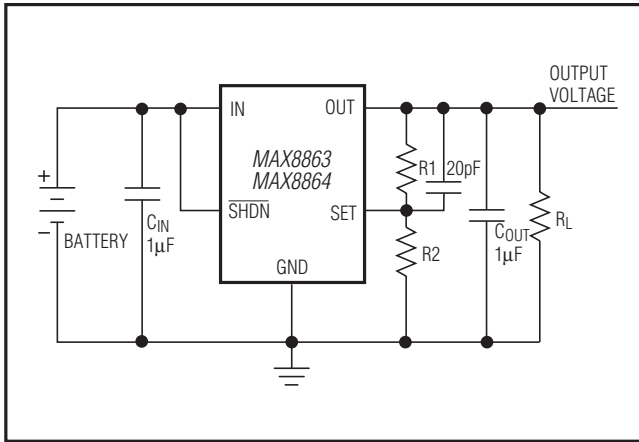 OUTPUT
VOLTAGE
IN
OUT
MAX8863
MAX8864
R1
20pF
+
SHDN
SET
−
BATTERY
CIN
1µF
R2
COUT
1µF
RL
GND